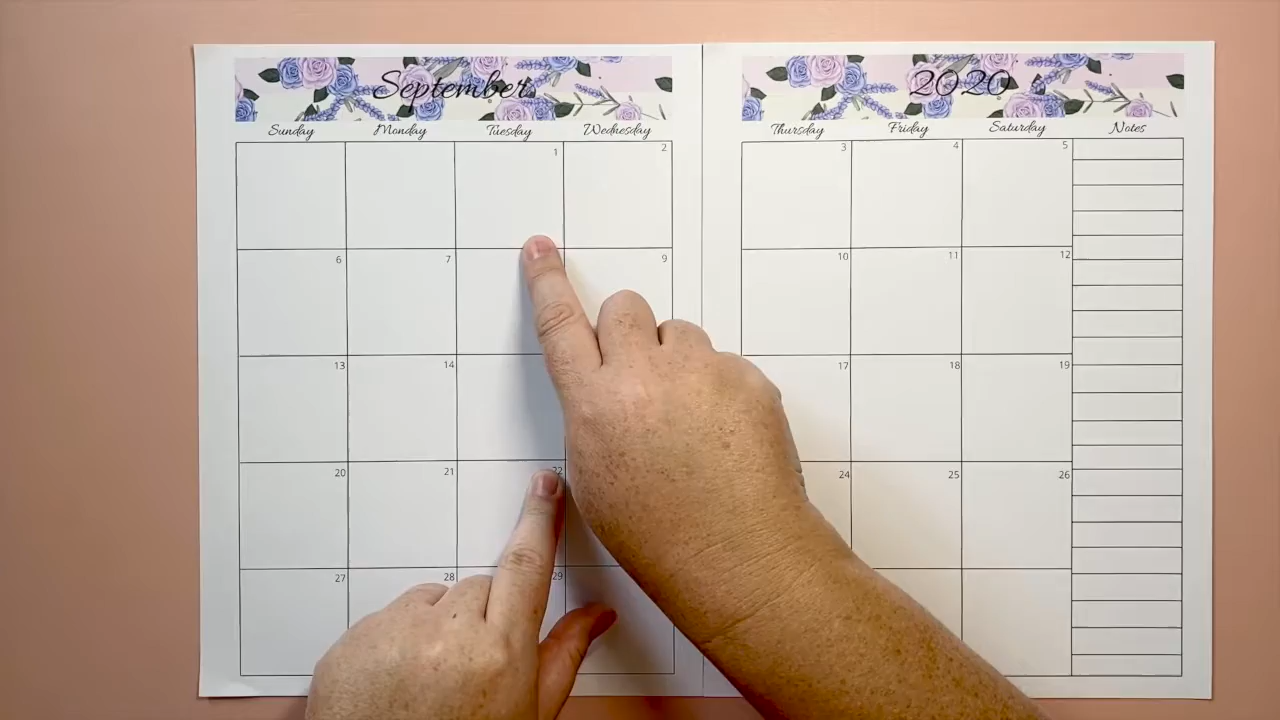 September 2020
Sunday Monday Tuesday Wednesday Thursday Friday Saturday Notes
1 2 3 4 5
6 7 9 10 11 12
13 14 17 18 19
20 21 22 24 25 26
27 28 29